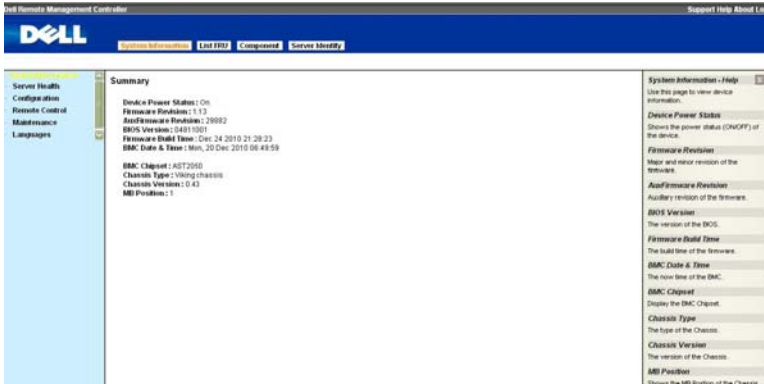 Dell Remote Management Controller
Support Help About
DELL
System Information List FRU Component Server Identify
Server Health
Configuration
Remote Control
Maintenance
Languages
Summary
Device Power Status : On
Firmware Revision : 1.13
AuxFirmware Revision : 29882
BIOS Version : 04811001
Firmware Build Time : Dec 24 2010 21:28:23
BMC Date & Time : Mon, 20 Dec 2010 06:49:59
BMC Chipset : AST2050
Chassis Type : Viking chassis
Chassis Version : 0.43
MB Position : 1
System Information - Help
Use this page to view device
information.
Device Power Status
Shows the power status (ON/OFF) of
the device.
Firmware Revision
Major and minor revision of the
firmware.
AuxFirmware Revision
Auxiliary revision of the firmware.
BIOS Version
The version of the BIOS.
Firmware Build Time
The build time of the firmware.
BMC Date & Time
The now time of the BMC.
BMC Chipset
Display the BMC Chipset.
Chassis Type
The type of the Chassis.
Chassis Version
The version of the Chassis.
MB Position
Shows the MB Position of the Chassis